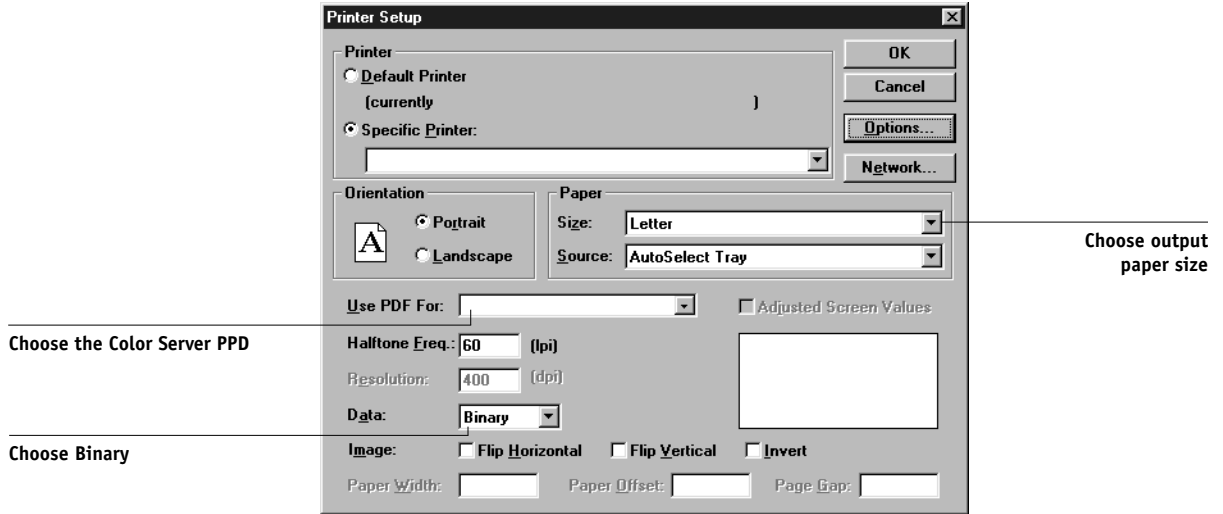 Printer Setup
Printer
Default Printer
(currently )
Specific Printer:
OK
Cancel
Options...
Network...
Orientation
A
Portrait
Landscape
Paper
Size: Letter
Source: AutoSelect Tray
Choose output
paper size
Use PDF For:
Adjusted Screen Values
Choose the Color Server PPD
Halftone Freq.: 60 (lpi)
Resolution: 400 (dpi)
Data: Binary
Choose Binary
Image: Flip Horizontal Flip Vertical Invert
Paper Width: Paper Offset: Page Gap: